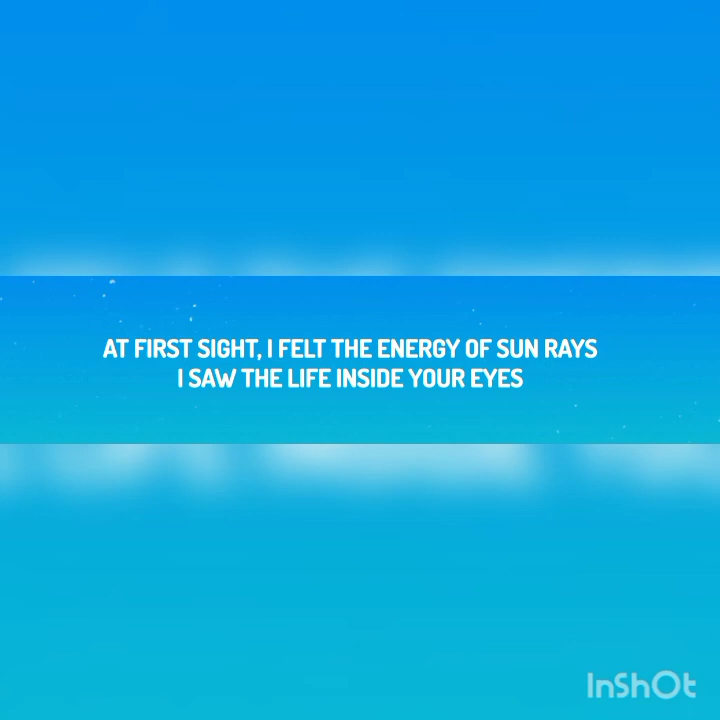 AT FIRST SIGHT, I FELT THE ENERGY OF SUN RAYS
I SAW THE LIFE INSIDE YOUR EYES
InShOt